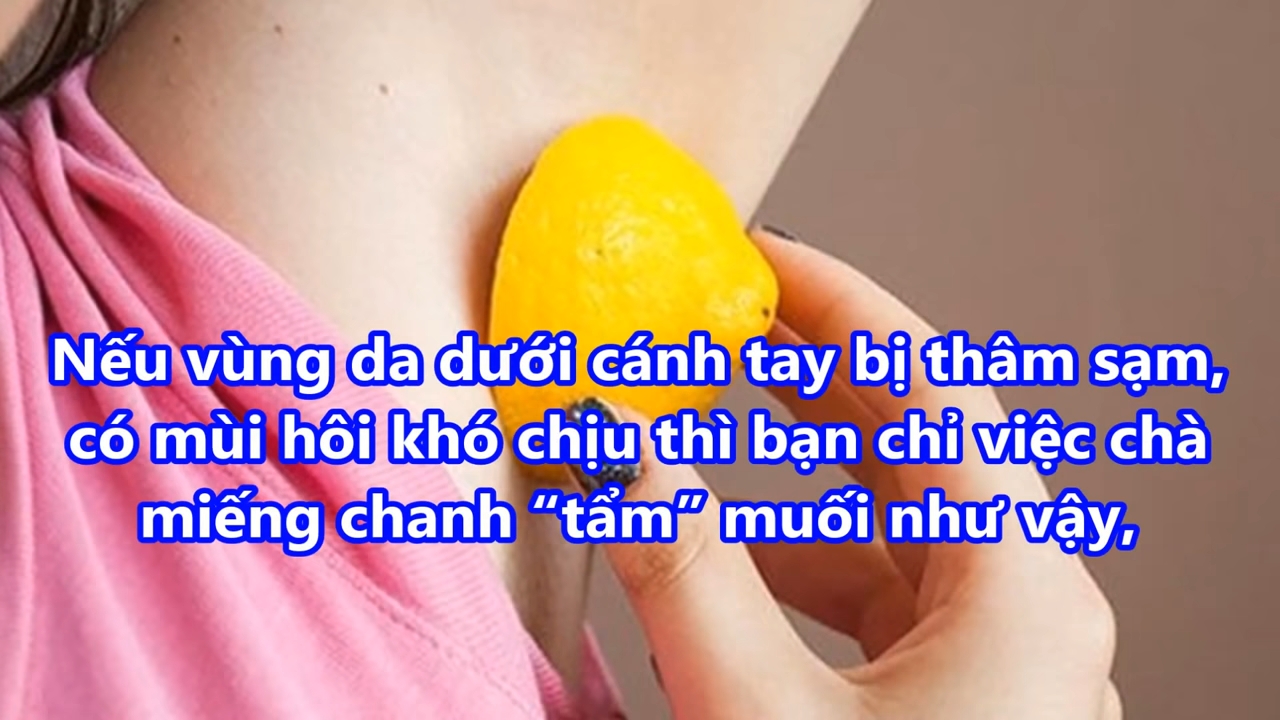 Nếu vùng da dưới cánh tay bị thâm sạm,
có mùi hôi khó chịu thì bạn chỉ việc chà
miếng chanh “tẩm” muối như vậy,